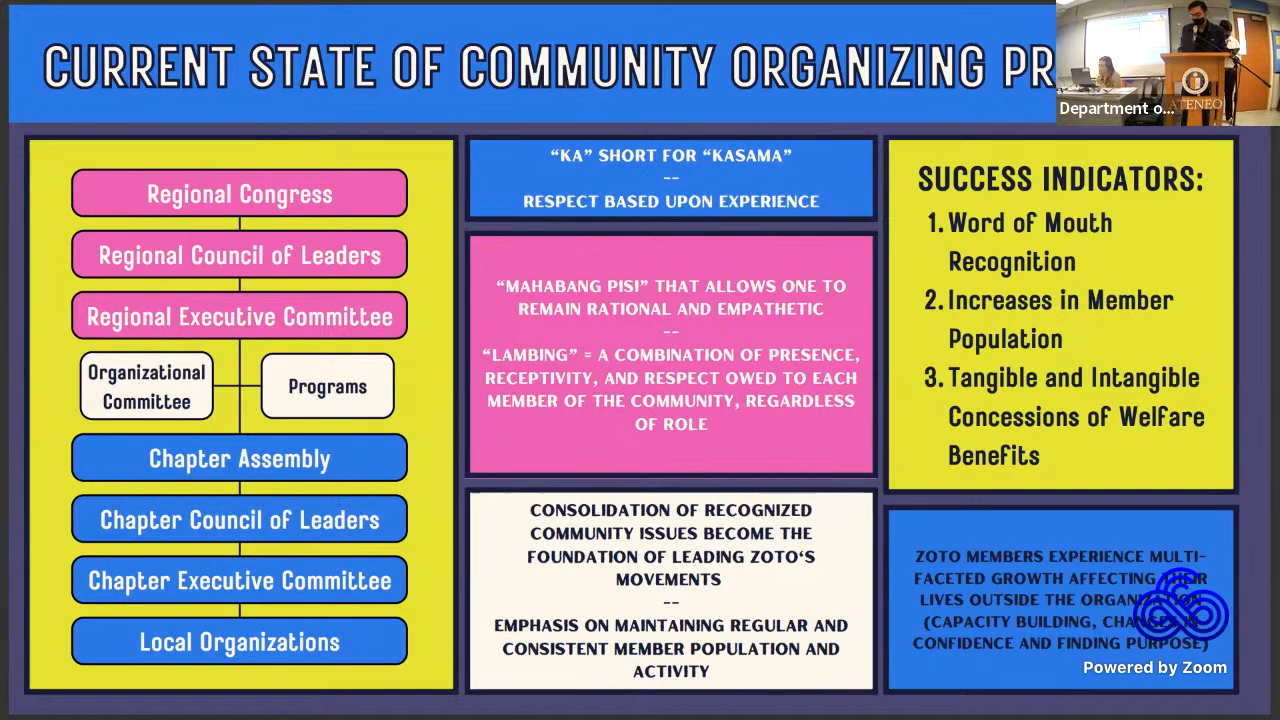 CURRENT STATE OF COMMUNITY ORGANIZING PR
Department o...
ATENEO
Regional Congress
Regional Council of Leaders
Regional Executive Committee
Organizational
Committee
Programs
Chapter Assembly
Chapter Council of Leaders
Chapter Executive Committee
Local Organizations
“KA” SHORT FOR “KASAMA”
--
RESPECT BASED UPON EXPERIENCE
“MAHABANG PISI” THAT ALLOWS ONE TO
REMAIN RATIONAL AND EMPATHETIC
--
“LAMBING” = A COMBINATION OF PRESENCE,
RECEPTIVITY, AND RESPECT OWED TO EACH
MEMBER OF THE COMMUNITY, REGARDLESS
OF ROLE
CONSOLIDATION OF RECOGNIZED
COMMUNITY ISSUES BECOME THE
FOUNDATION OF LEADING ZOTO‘S
MOVEMENTS
--
EMPHASIS ON MAINTAINING REGULAR AND
CONSISTENT MEMBER POPULATION AND
ACTIVITY
SUCCESS INDICATORS:
1. Word of Mouth
Recognition
2. Increases in Member
Population
3. Tangible and Intangible
Concessions of Welfare
Benefits
ZOTO MEMBERS EXPERIENCE MULTI-
FACETED GROWTH AFFECTING THEIR
LIVES OUTSIDE THE ORGANIZATION
(CAPACITY BUILDING, CHANGES IN
CONFIDENCE AND FINDING PURPOSE)
Powered by Zoom